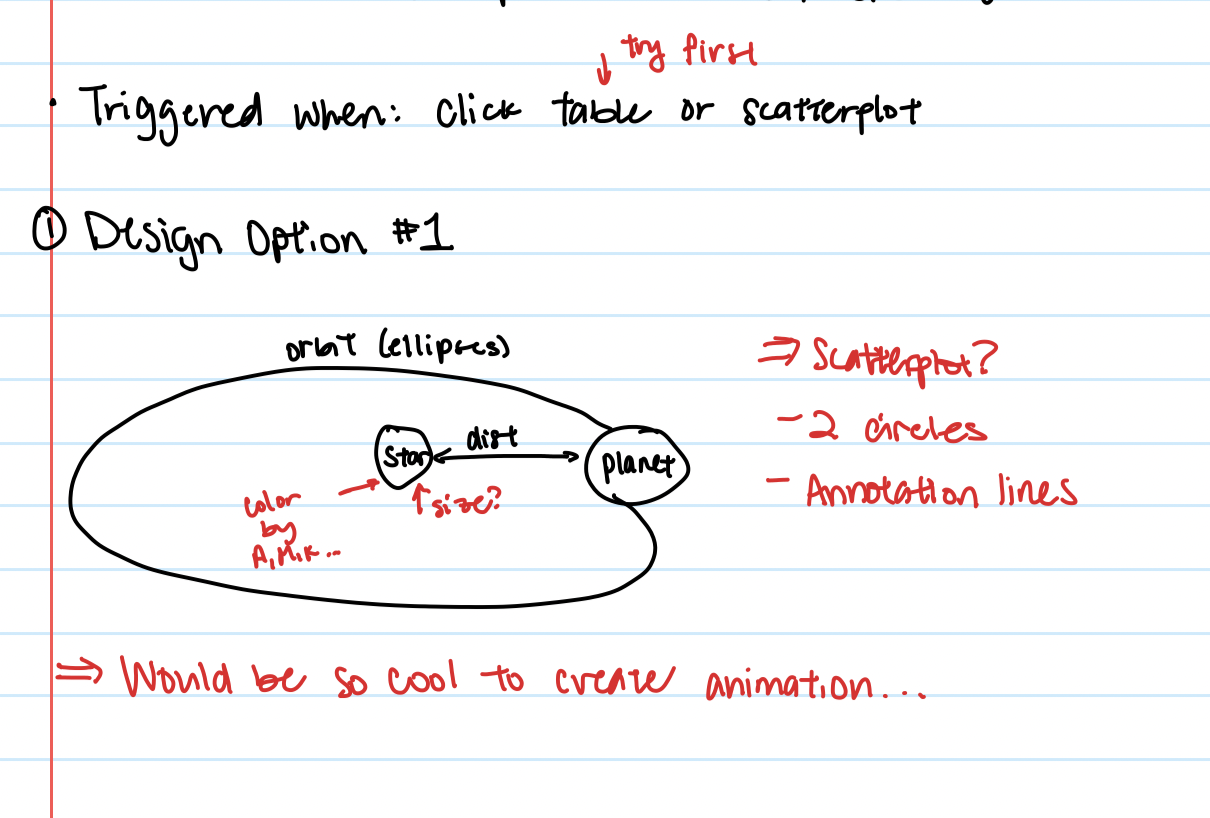 try first
• Triggered when: click table or scatterplot
① Design Option #1
orbit (ellipses)
⇒ Scatterplot?
- 2 circles
- Annotation lines
star
dist
planet
size?
color
by
A, M, K...
⇒ Would be so cool to create animation...